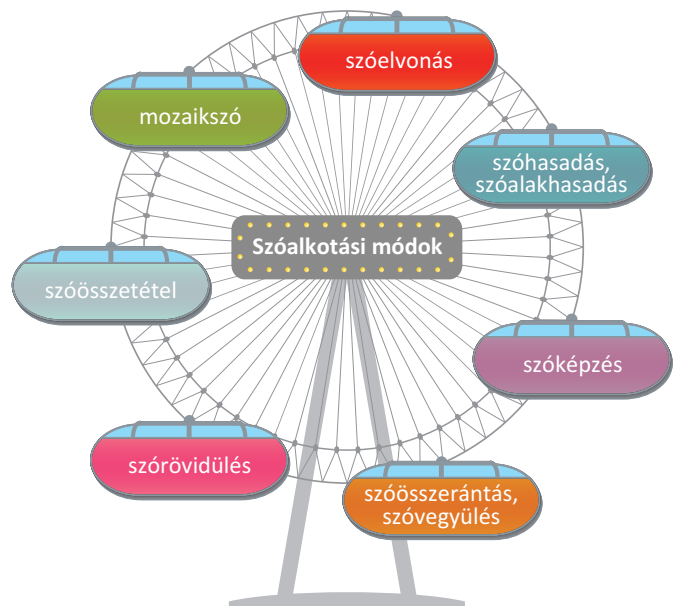 szóelvonás
mozaikszó
szóhasadás,
szóalakhasadás
Szóalkotási módok
szóösszetétel
szóképzés
szórövidülés
szóösszerántás,
szóvegyülés